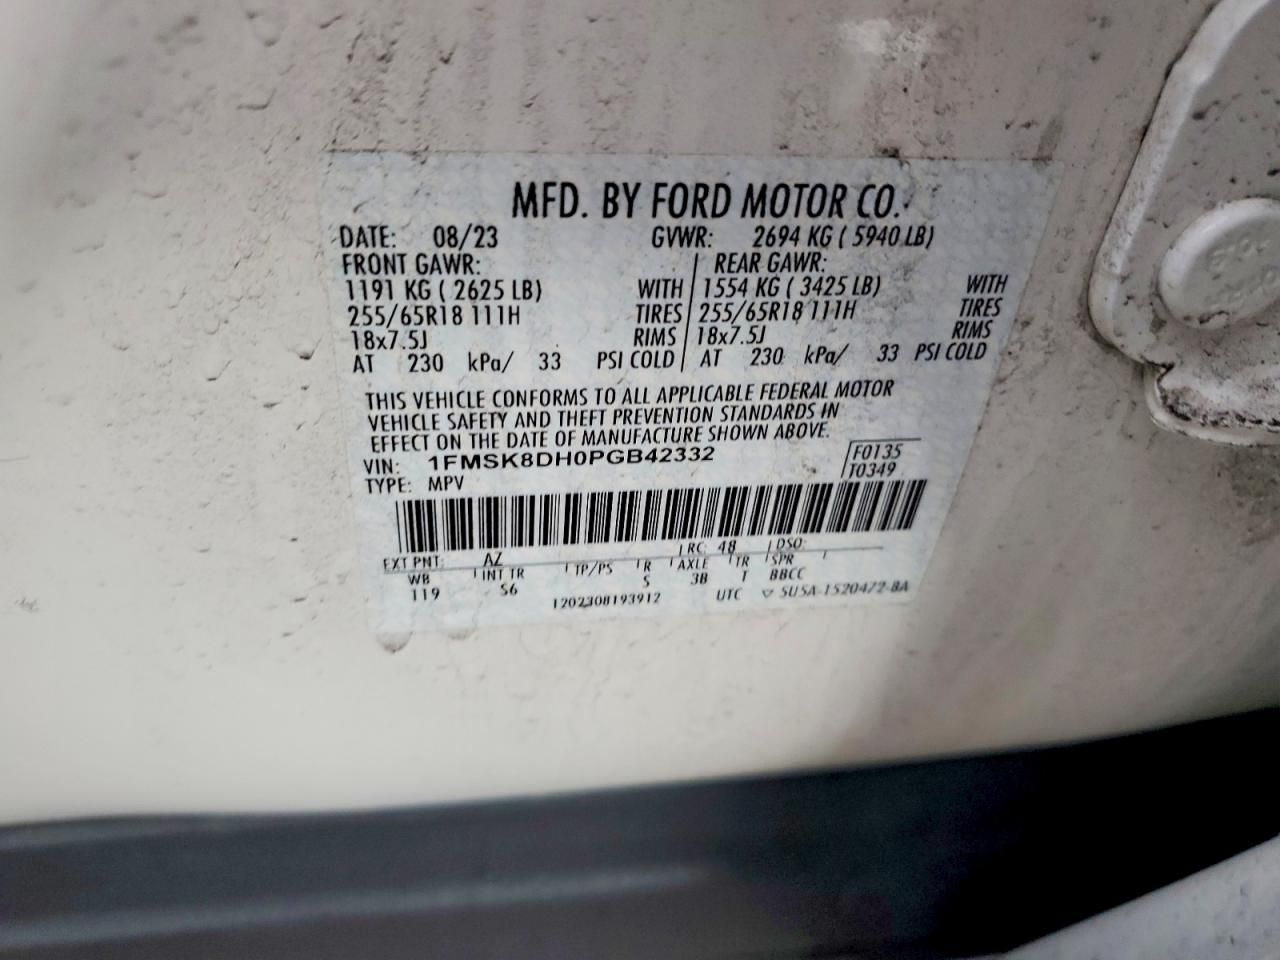 MFD. BY FORD MOTOR CO.
DATE: 08/23 GVWR: 2694 KG ( 5940 LB)
FRONT GAWR: REAR GAWR:
1191 KG ( 2625 LB) WITH 1554 KG ( 3425 LB) WITH
255/65R18 111H TIRES 255/65R18 111H TIRES
18x7.5J RIMS 18x7.5J RIMS
AT 230 kPa/ 33 PSI COLD AT 230 kPa/ 33 PSI COLD
THIS VEHICLE CONFORMS TO ALL APPLICABLE FEDERAL MOTOR
VEHICLE SAFETY AND THEFT PREVENTION STANDARDS IN
EFFECT ON THE DATE OF MANUFACTURE SHOWN ABOVE.
VIN: 1FMSK8DH0PGB42332 F0135
TYPE: MPV T0349
EXT PNT: AZ RC: 48 DSO:
WB INT TR TP/PS R AXLE TR SPR
119 S6 5 3B T BBCC
1202308193912 UTC ▽ 5U5A-1520472-BA